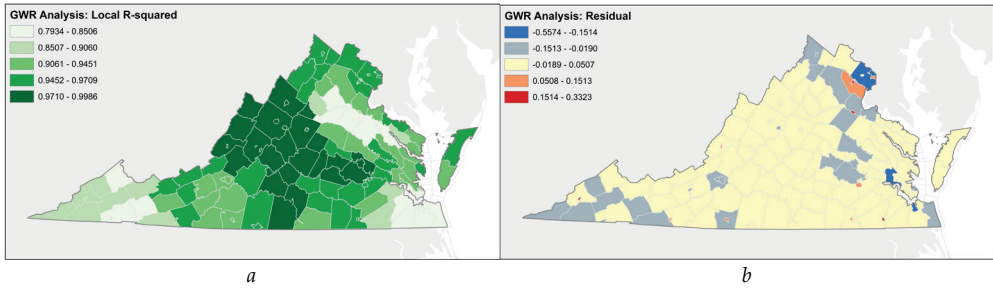 GWR Analysis: Local R-squared
0.7934 - 0.8506
0.8507 - 0.9060
0.9061 - 0.9451
0.9452 - 0.9709
0.9710 - 0.9986
GWR Analysis: Residual
-0.5574 - -0.1514
-0.1513 - -0.0190
-0.0189 - 0.0507
0.0508 - 0.1513
0.1514 - 0.3323
a
b